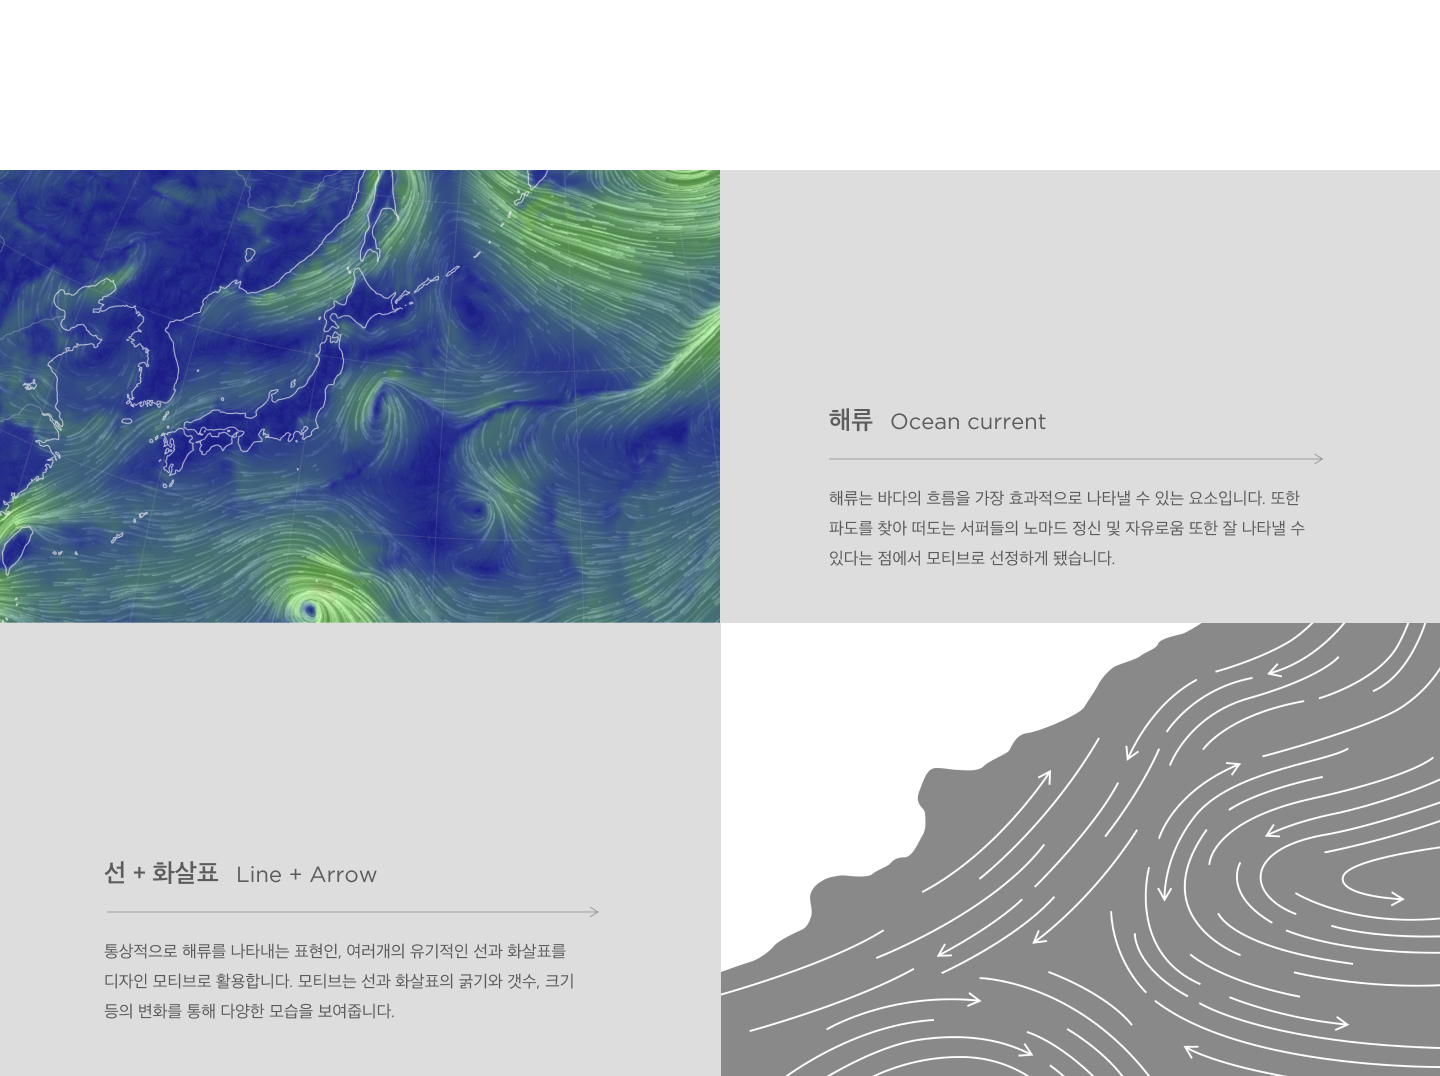 해류 Ocean current
해류는 바다의 흐름을 가장 효과적으로 나타낼 수 있는 요소입니다. 또한
파도를 찾아 떠도는 서퍼들의 노마드 정신 및 자유로움 또한 잘 나타낼 수
있다는 점에서 모티브로 선정하게 됐습니다.
선 + 화살표 Line + Arrow
통상적으로 해류를 나타내는 표현인, 여러개의 유기적인 선과 화살표를
디자인 모티브로 활용합니다. 모티브는 선과 화살표의 굵기와 갯수, 크기
등의 변화를 통해 다양한 모습을 보여줍니다.